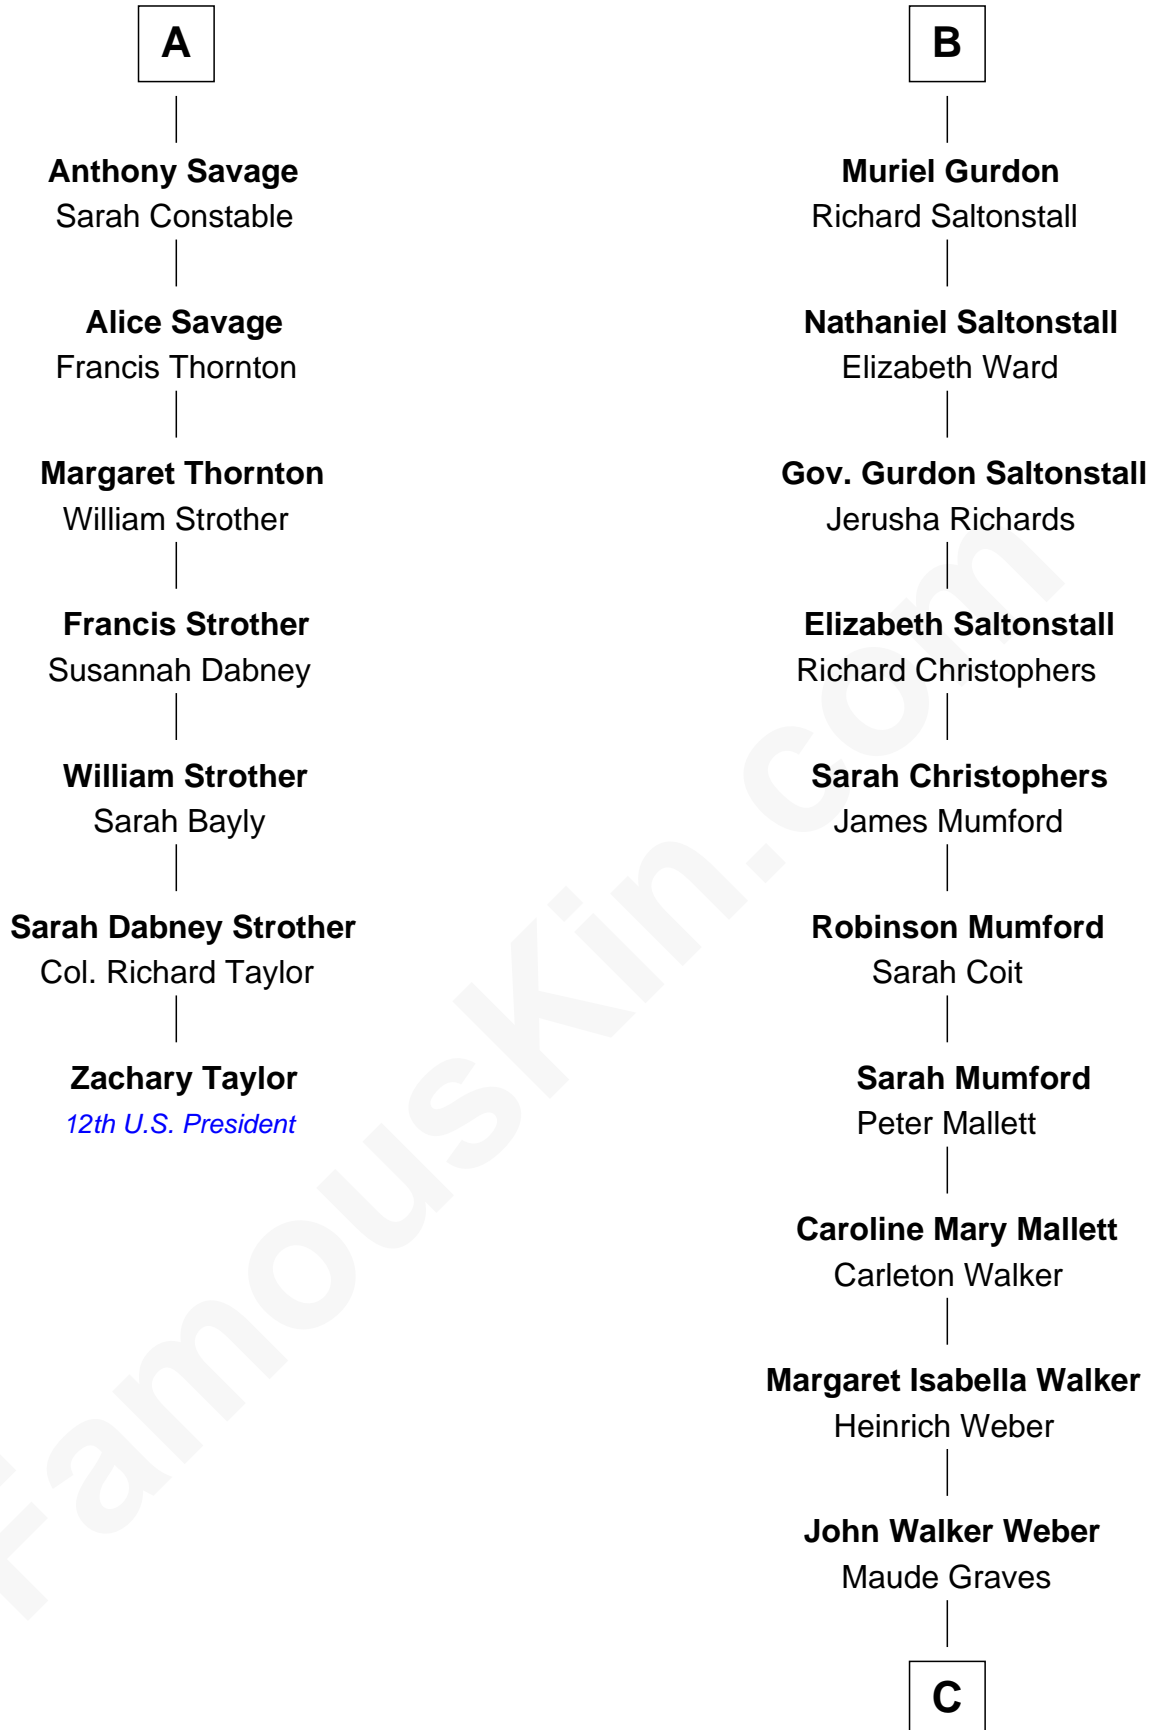 A
Anthony Savage
Sarah Constable
Alice Savage
Francis Thornton
Margaret Thornton
William Strother
Francis Strother
Susannah Dabney
William Strother
Sarah Bayly
Sarah Dabney Strother
Col. Richard Taylor
Zachary Taylor
12th U.S. President
B
Muriel Gurdon
Richard Saltonstall
Nathaniel Saltonstall
Elizabeth Ward
Gov. Gurdon Saltonstall
Jerusha Richards
Elizabeth Saltonstall
Richard Christophers
Sarah Christophers
James Mumford
Robinson Mumford
Sarah Coit
Sarah Mumford
Peter Mallett
Caroline Mary Mallett
Carleton Walker
Margaret Isabella Walker
Heinrich Weber
John Walker Weber
Maude Graves
C
FamousKin.com